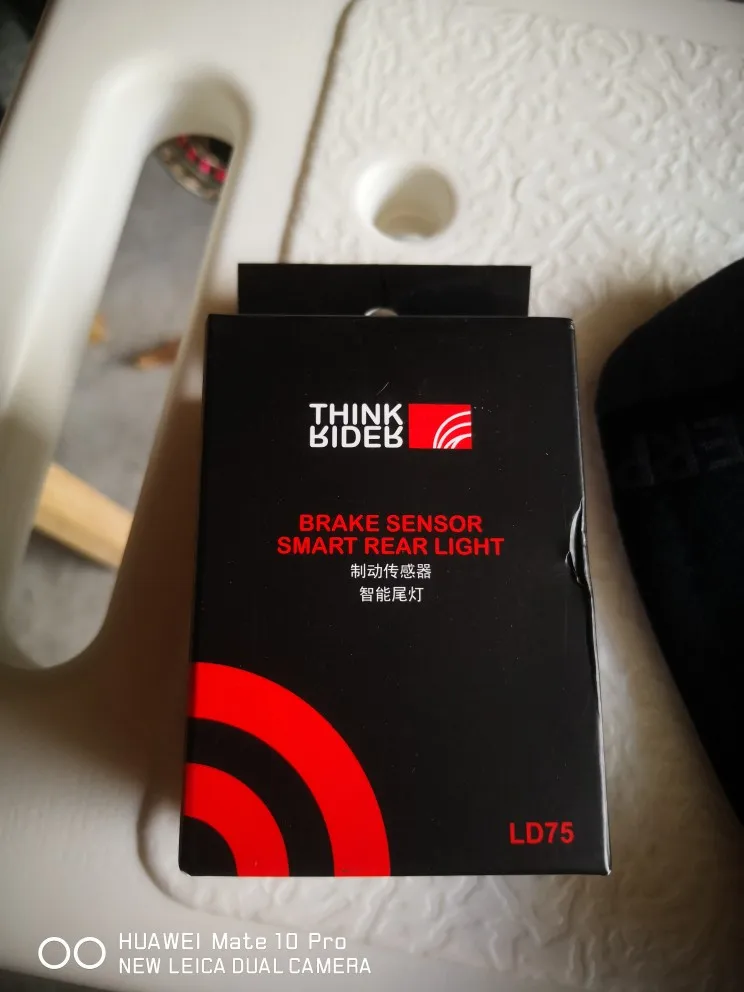 THINK
RIDER
BRAKE SENSOR
SMART REAR LIGHT
制动传感器
智能尾灯
LD75
HUAWEI Mate 10 Pro
NEW LEICA DUAL CAMERA